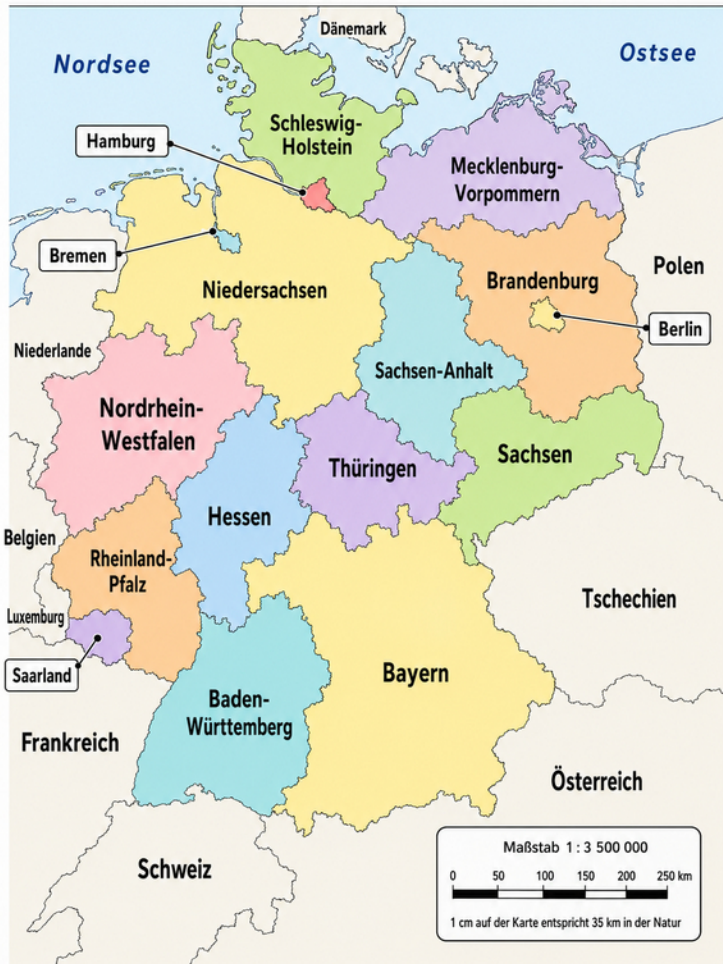 Dänemark
Nordsee
Ostsee
Schleswig-
Holstein
Hamburg
Mecklenburg-
Vorpommern
Bremen
Polen
Niedersachsen
Brandenburg
Berlin
Niederlande
Sachsen-Anhalt
Nordrhein-
Westfalen
Thüringen
Sachsen
Hessen
Belgien
Rheinland-
Pfalz
Tschechien
Luxemburg
Saarland
Bayern
Baden-
Württemberg
Frankreich
Österreich
Schweiz
Maßstab 1 : 3 500 000
0 50 100 150 200 250 km
1 cm auf der Karte entspricht 35 km in der Natur